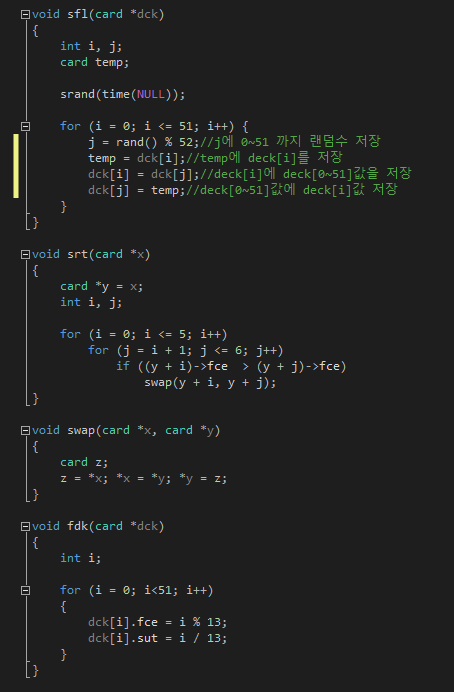 void sfl(card *dck)
{
int i, j;
card temp;
srand(time(NULL));
for (i = 0; i <= 51; i++) {
j = rand() % 52;//j에 0~51 까지 랜덤수 저장
temp = dck[i];//temp에 deck[i]를 저장
dck[i] = dck[j];//deck[i]에 deck[0~51]값을 저장
dck[j] = temp;//deck[0~51]값에 deck[i]값 저장
}
}
void srt(card *x)
{
card *y = x;
int i, j;
for (i = 0; i <= 5; i++)
for (j = i + 1; j <= 6; j++)
if ((y + i)->fce  > (y + j)->fce)
swap(y + i, y + j);
}
void swap(card *x, card *y)
{
card z;
z = *x; *x = *y; *y = z;
}
void fdk(card *dck)
{
int i;
for (i = 0; i<51; i++)
{
dck[i].fce = i % 13;
dck[i].sut = i / 13;
}
}